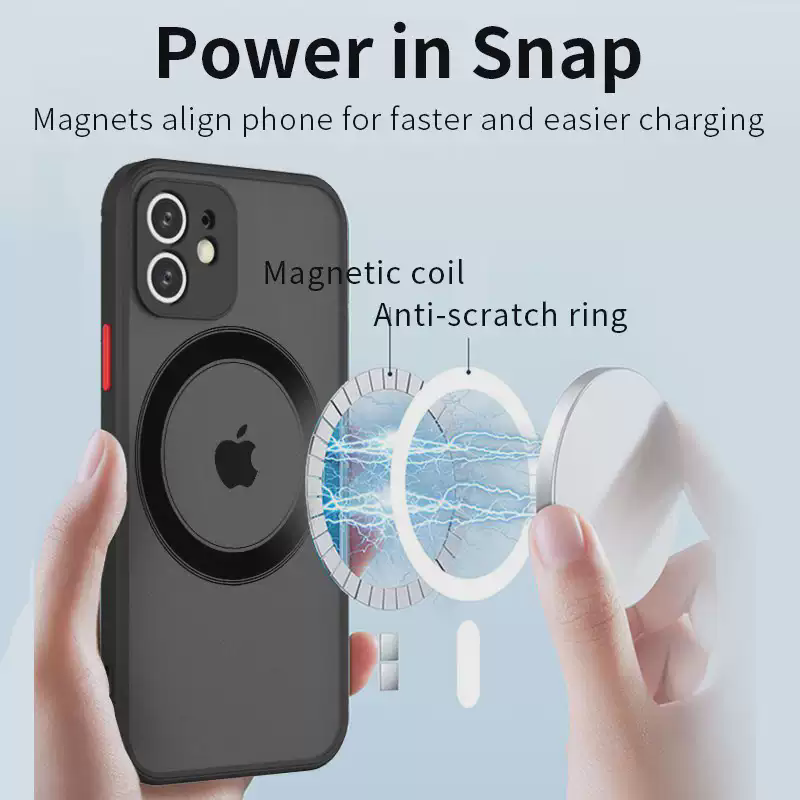 Power in Snap
Magnets align phone for faster and easier charging
Magnetic coil
Anti-scratch ring